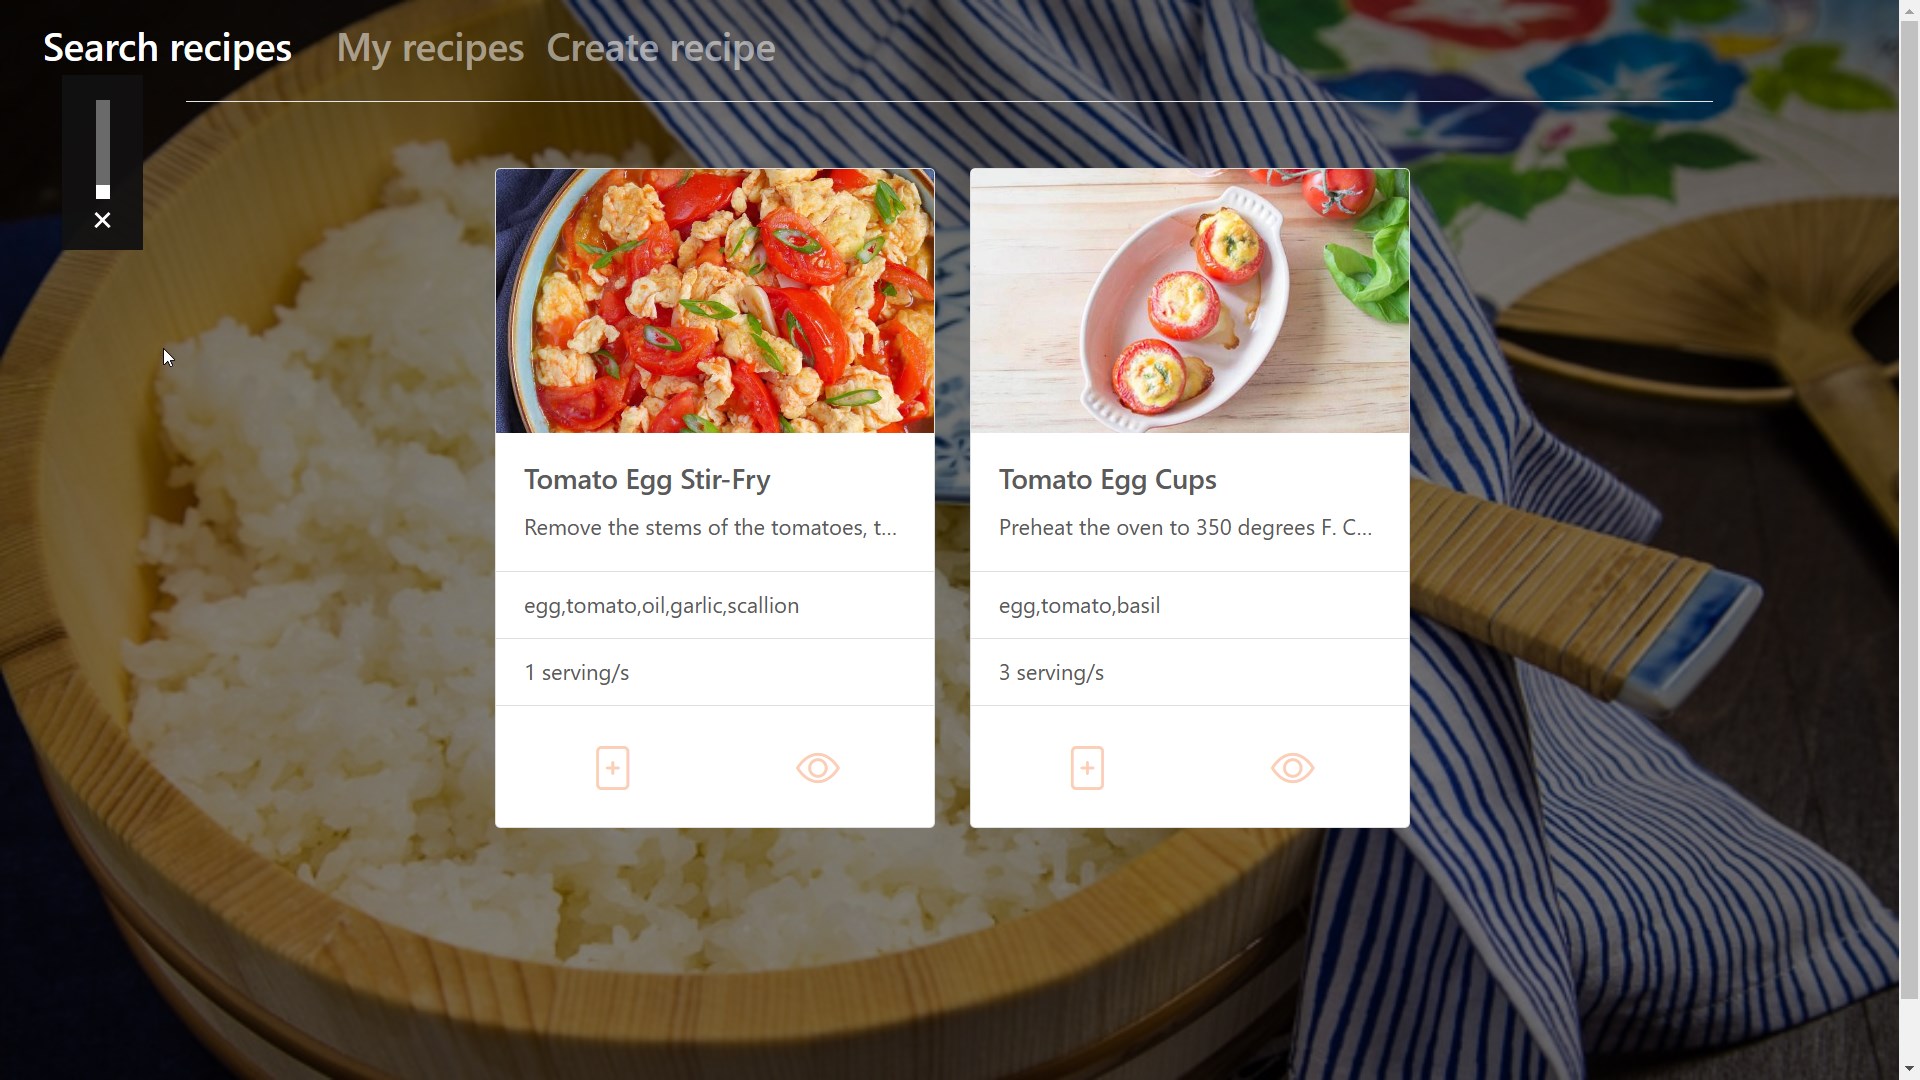 Search recipes My recipes Create recipe
Tomato Egg Stir-Fry
Remove the stems of the tomatoes, t...
egg,tomato,oil,garlic,scallion
1 serving/s
Tomato Egg Cups
Preheat the oven to 350 degrees F. C...
egg,tomato,basil
3 serving/s